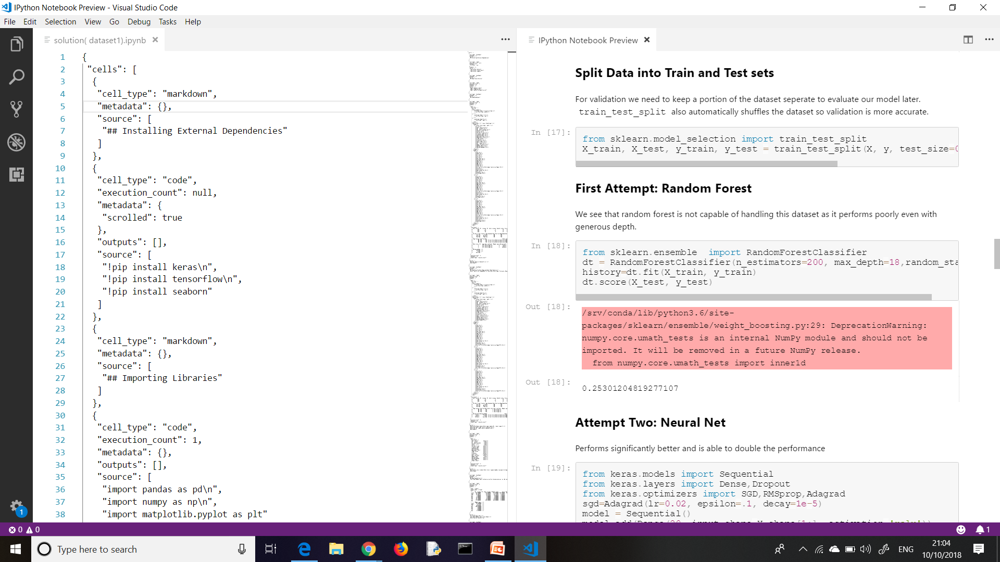 IPython Notebook Preview - Visual Studio Code
File Edit Selection View Go Debug Tasks Help
solution( dataset1).ipynb
1 {
2 "cells": [
3 {
4 "cell_type": "markdown",
5 "metadata": {},
6 "source": [
7 "## Installing External Dependencies"
8 ]
9 },
10 {
11 "cell_type": "code",
12 "execution_count": null,
13 "metadata": {
14 "scrolled": true
15 },
16 "outputs": [],
17 "source": [
18 "!pip install keras\n",
19 "!pip install tensorflow\n",
20 "!pip install seaborn"
21 ]
22 },
23 {
24 "cell_type": "markdown",
25 "metadata": {},
26 "source": [
27 "## Importing Libraries"
28 ]
29 },
30 {
31 "cell_type": "code",
32 "execution_count": 1,
33 "metadata": {},
34 "outputs": [],
35 "source": [
36 "import pandas as pd\n",
37 "import numpy as np\n",
38 "import matplotlib.pyplot as plt"
IPython Notebook Preview
Split Data into Train and Test sets
For validation we need to keep a portion of the dataset seperate to evaluate our model later.
train_test_split also automatically shuffles the dataset so validation is more accurate.
In [17]:
from sklearn.model_selection import train_test_split
X_train, X_test, y_train, y_test = train_test_split(X, y, test_size=0
First Attempt: Random Forest
We see that random forest is not capable of handling this dataset as it performs poorly even with
generous depth.
In [18]:
from sklearn.ensemble import RandomForestClassifier
dt = RandomForestClassifier(n_estimators=200, max_depth=18,random_sta
history=dt.fit(X_train, y_train)
dt.score(X_test, y_test)
Out [18]:
/srv/conda/lib/python3.6/site-
packages/sklearn/ensemble/weight_boosting.py:29: DeprecationWarning:
numpy.core.umath_tests is an internal NumPy module and should not be
imported. It will be removed in a future NumPy release.
from numpy.core.umath_tests import inner1d
Out [18]:
0.25301204819277107
Attempt Two: Neural Net
Performs significantly better and is able to double the performance
In [19]:
from keras.models import Sequential
from keras.layers import Dense,Dropout
from keras.optimizers import SGD,RMSprop,Adagrad
sgd=Adagrad(lr=0.02, epsilon=.1, decay=1e-5)
model = Sequential()
0 0
1
1
Type here to search
ENG
21:04
10/10/2018